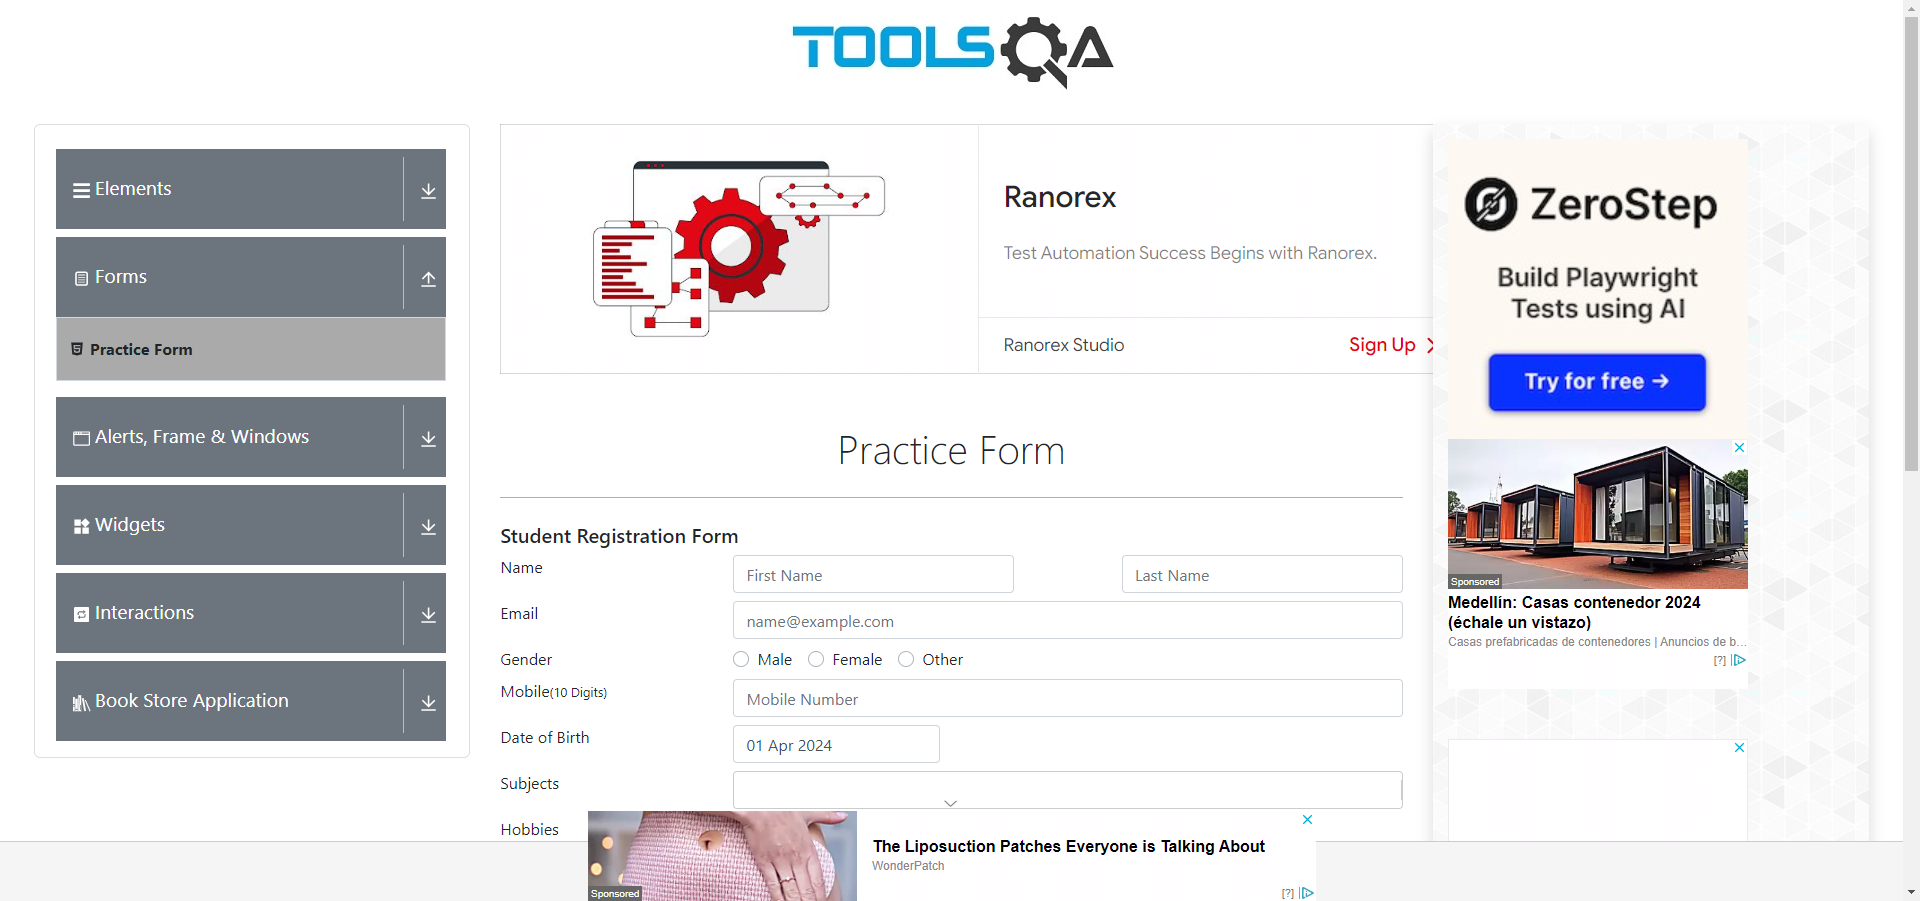 TOOLSQA
Elements
Forms
Practice Form
Alerts, Frame & Windows
Widgets
Interactions
Book Store Application
Ranorex
Test Automation Success Begins with Ranorex.
Ranorex Studio
Sign Up
Practice Form
Student Registration Form
Name
First Name
Last Name
Email
name@example.com
Gender
Male
Female
Other
Mobile(10 Digits)
Mobile Number
Date of Birth
01 Apr 2024
Subjects
Hobbies
ZeroStep
Build Playwright
Tests using AI
Try for free →
Sponsored
Medellín: Casas contenedor 2024
(échale un vistazo)
Casas prefabricadas de contenedores | Anuncios de b...
[?]
Sponsored
The Liposuction Patches Everyone is Talking About
WonderPatch
[?]